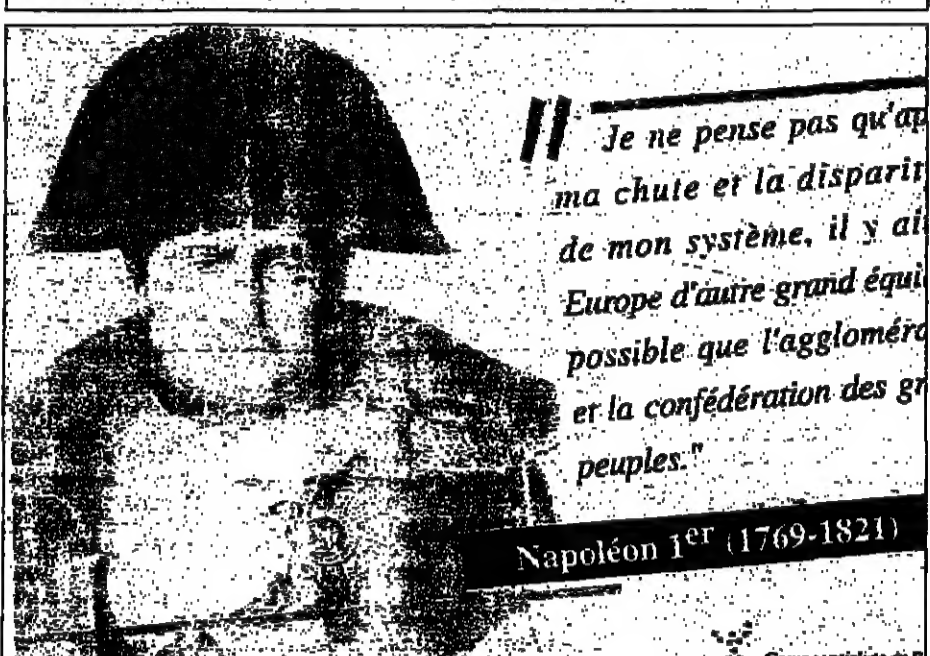 " Je ne pense pas qu'ap
ma chute et la disparit
de mon système, il y ai
Europe d'autre grand équi
possible que l'aggloméra
et la confédération des gr
peuples."
Napoléon 1er (1769-1821)